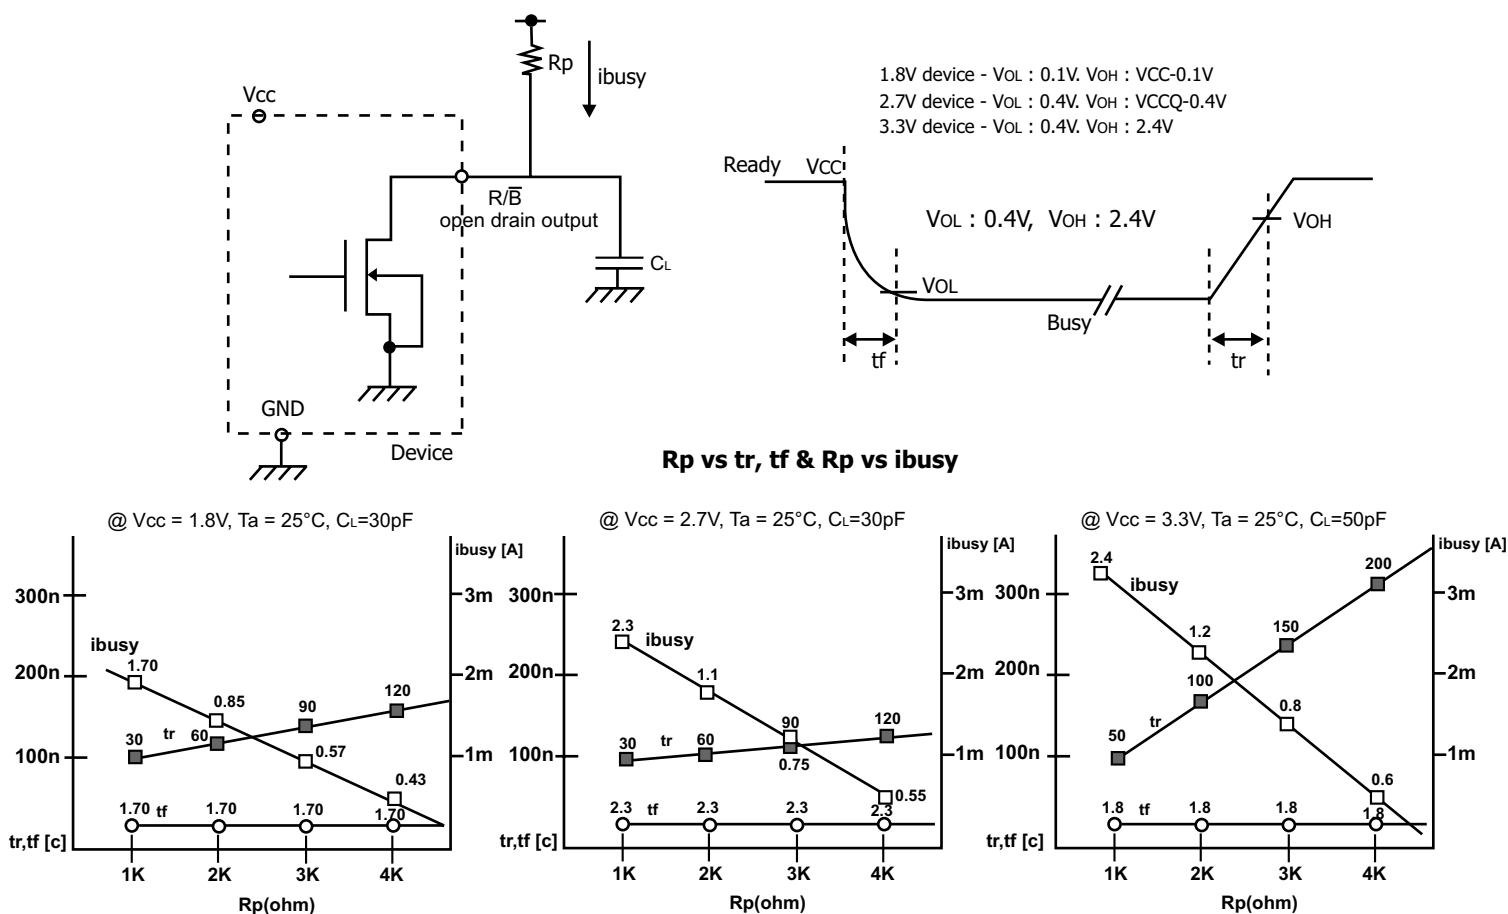 Rp
ibusy
Vcc
R/B̅
open drain output
CL
GND
Device
1.8V device - VOL : 0.1V. VOH : VCC-0.1V
2.7V device - VOL : 0.4V. VOH : VCCQ-0.4V
3.3V device - VOL : 0.4V. VOH : 2.4V
Ready VCC
VOL : 0.4V, VOH : 2.4V
VOH
VOL
Busy
tf
tr
Rp vs tr, tf & Rp vs ibusy
@ Vcc = 1.8V, Ta = 25°C, CL=30pF
ibusy [A]
300n
3m
ibusy
1.70
200n
2m
0.85
90
120
30
tr
60
0.57
100n
1m
0.43
1.70
tf
1.70
1.70
1.70
tr,tf [c]
1K
2K
3K
4K
Rp(ohm)
@ Vcc = 2.7V, Ta = 25°C, CL=30pF
ibusy [A]
300n
3m
2.3
ibusy
200n
2m
1.1
90
120
30
tr
60
0.75
100n
1m
0.55
2.3
tf
2.3
2.3
2.3
tr,tf [c]
1K
2K
3K
4K
Rp(ohm)
@ Vcc = 3.3V, Ta = 25°C, CL=50pF
ibusy [A]
2.4
ibusy
200
300n
3m
1.2
150
200n
2m
100
0.8
50
tr
100n
1m
0.6
1.8
tf
1.8
1.8
1.8
tr,tf [c]
1K
2K
3K
4K
Rp(ohm)